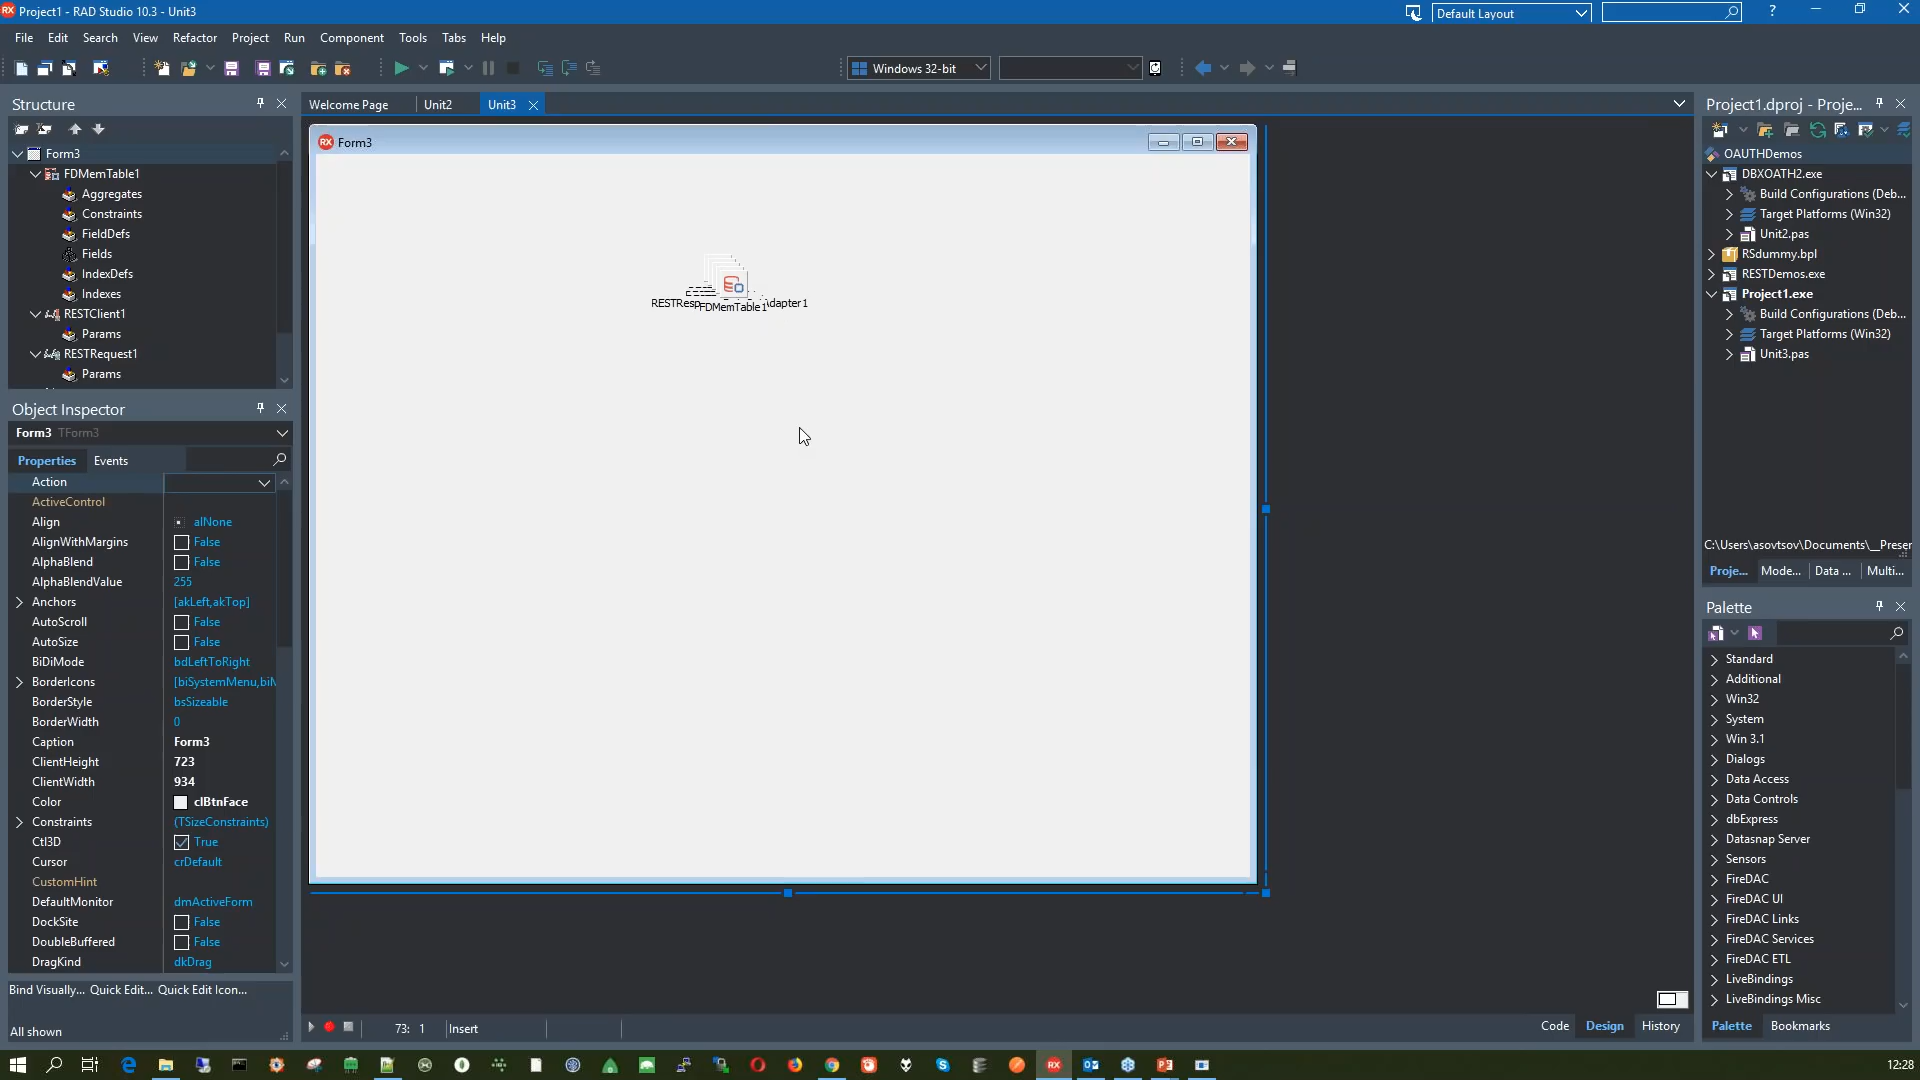 Project1 - RAD Studio 10.3 - Unit3
Default Layout
File Edit Search View Refactor Project Run Component Tools Tabs Help
Windows 32-bit
Structure
Form3
FDMemTable1
Aggregates
Constraints
FieldDefs
Fields
IndexDefs
Indexes
RESTClient1
Params
RESTRequest1
Params
Object Inspector
Form3 TForm3
Properties Events
Action
ActiveControl
Align alNone
AlignWithMargins False
AlphaBlend False
AlphaBlendValue 255
Anchors [akLeft,akTop]
AutoScroll False
AutoSize False
BiDiMode bdLeftToRight
BorderIcons [biSystemMenu,biM
BorderStyle bsSizeable
BorderWidth 0
Caption Form3
ClientHeight 723
ClientWidth 934
Color clBtnFace
Constraints (TSizeConstraints)
Ctl3D True
Cursor crDefault
CustomHint
DefaultMonitor dmActiveForm
DockSite False
DoubleBuffered False
DragKind dkDrag
Bind Visually... Quick Edit... Quick Edit Icon...
All shown
Welcome Page Unit2 Unit3
Form3
RESTResp FDMemTable1 dapter1
73: 1 Insert
Code Design History
Project1.dproj - Proje...
OAUTHDemos
DBXOATH2.exe
Build Configurations (Deb...
Target Platforms (Win32)
Unit2.pas
RSdummy.bpl
RESTDemos.exe
Project1.exe
Build Configurations (Deb...
Target Platforms (Win32)
Unit3.pas
C:\Users\asovtsov\Documents\__Presen
Proje... Mode... Data ... Multi...
Palette
Standard
Additional
Win32
System
Win 3.1
Dialogs
Data Access
Data Controls
dbExpress
Datasnap Server
Sensors
FireDAC
FireDAC UI
FireDAC Links
FireDAC Services
FireDAC ETL
LiveBindings
LiveBindings Misc
Palette Bookmarks
12:28